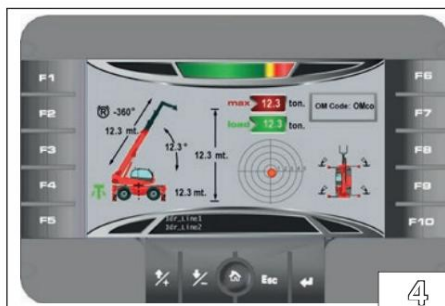 F1
F2
F3
F4
F5
F6
F7
F8
F9
F10
-360°
12.3 mt.
12.3 °
12.3 mt.
12.3 mt.
max 12.3 ton.
load 12.3 ton.
OM Code: OMco
Esc
4